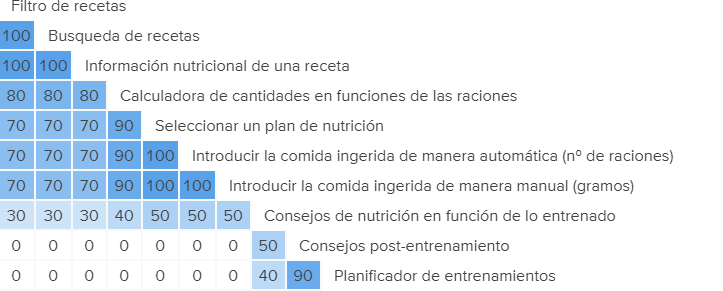 Filtro de recetas
100 Busqueda de recetas
100 100 Información nutricional de una receta
80 80 80 Calculadora de cantidades en funciones de las raciones
70 70 70 90 Seleccionar un plan de nutrición
70 70 70 90 100 Introducir la comida ingerida de manera automática (nº de raciones)
70 70 70 90 100 100 Introducir la comida ingerida de manera manual (gramos)
30 30 30 40 50 50 50 Consejos de nutrición en función de lo entrenado
0 0 0 0 0 0 0 50 Consejos post-entrenamiento
0 0 0 0 0 0 0 40 90 Planificador de entrenamientos